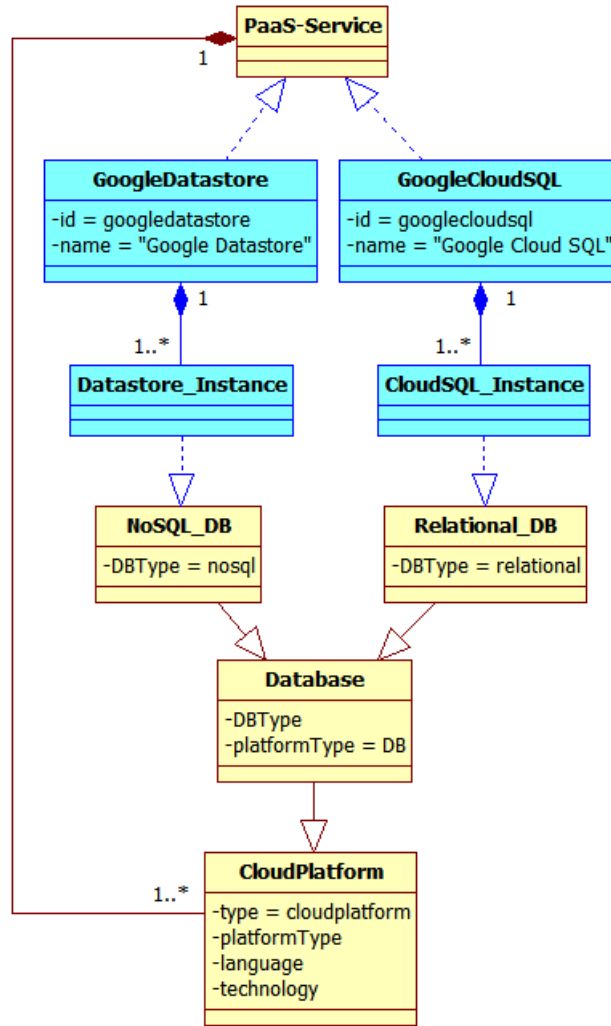 PaaS-Service
1
GoogleDatastore
-id = googledatastore
-name = "Google Datastore"
GoogleCloudSQL
-id = googlecloudsql
-name = "Google Cloud SQL"
1
1
1..*
1..*
Datastore_Instance
CloudSQL_Instance
NoSQL_DB
-DBType = nosql
Relational_DB
-DBType = relational
Database
-DBType
-platformType = DB
1..*
CloudPlatform
-type = cloudplatform
-platformType
-language
-technology